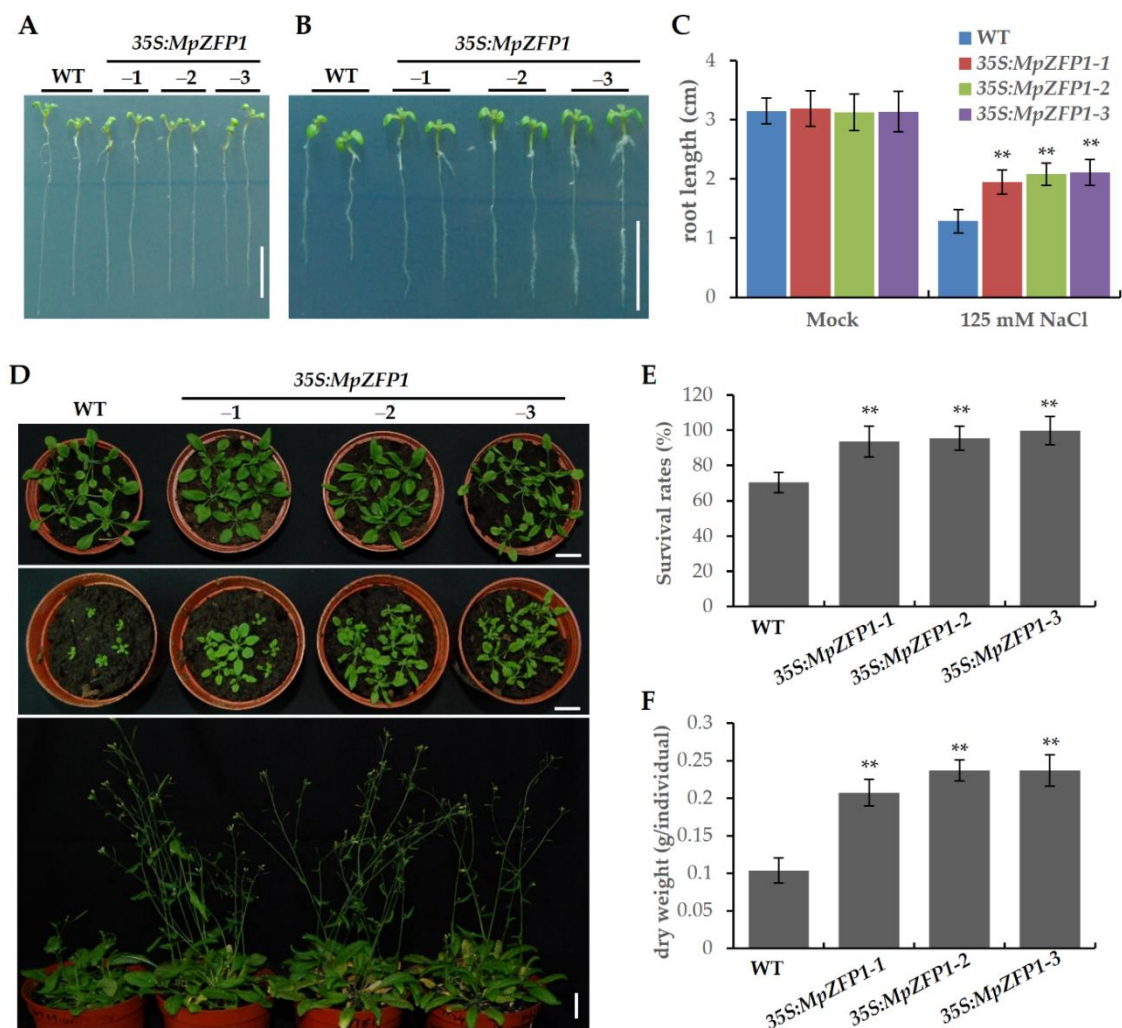 A
35S:MpZFP1
WT –1 –2 –3
B
35S:MpZFP1
WT –1 –2 –3
C
WT
35S:MpZFP1-1
35S:MpZFP1-2
35S:MpZFP1-3
root length (cm)
4
3
2
1
0
** ** **
Mock 125 mM NaCl
D
35S:MpZFP1
WT –1 –2 –3
E
Survival rates (%)
120
100
80
60
40
20
0
** ** **
WT 35S:MpZFP1-1 35S:MpZFP1-2 35S:MpZFP1-3
F
dry weight (g/individual)
0.3
0.25
0.2
0.15
0.1
0.05
0
** ** **
WT 35S:MpZFP1-1 35S:MpZFP1-2 35S:MpZFP1-3